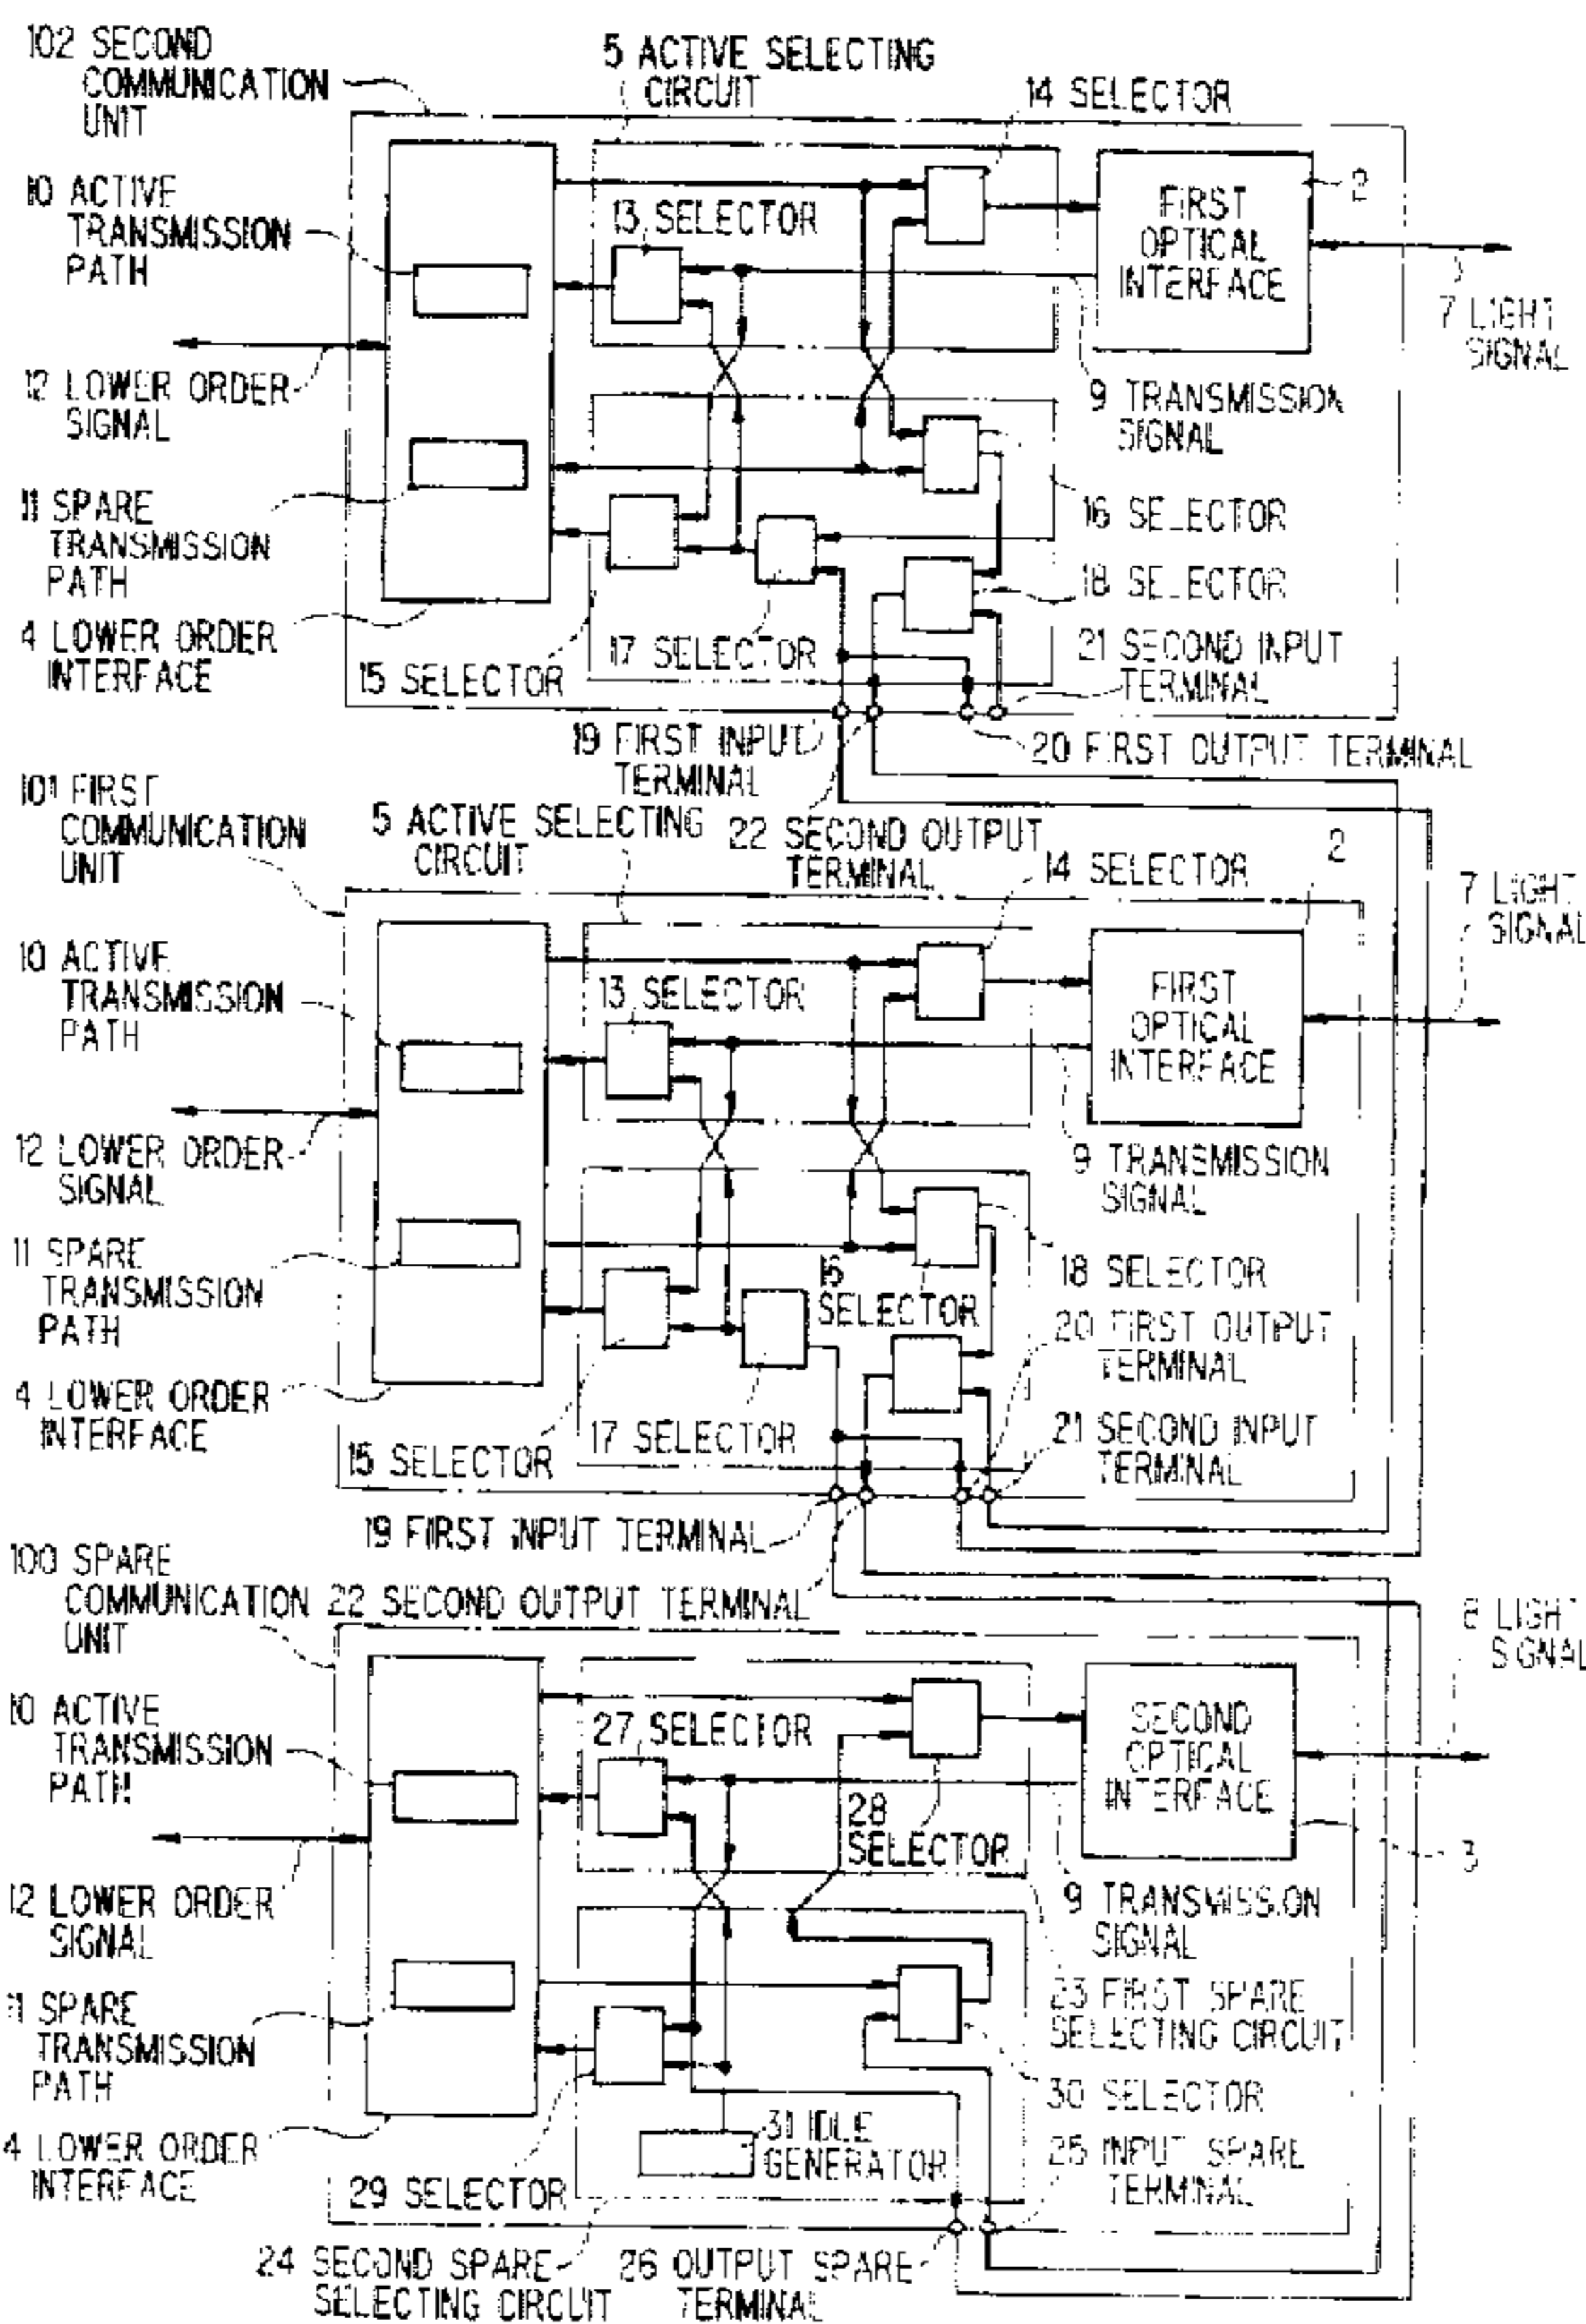 102 SECOND
COMMUNICATION
UNIT
5 ACTIVE SELECTING
CIRCUIT
14 SELECTOR
10 ACTIVE
TRANSMISSION
PATH
13 SELECTOR
FIRST
OPTICAL
INTERFACE
2
7 LIGHT
SIGNAL
12 LOWER ORDER
SIGNAL
9 TRANSMISSION
SIGNAL
11 SPARE
TRANSMISSION
PATH
16 SELECTOR
18 SELECTOR
4 LOWER ORDER
INTERFACE
15 SELECTOR
17 SELECTOR
21 SECOND INPUT
TERMINAL
19 FIRST INPUT
TERMINAL
20 FIRST OUTPUT TERMINAL
101 FIRST
COMMUNICATION
UNIT
5 ACTIVE SELECTING
CIRCUIT
22 SECOND OUTPUT
TERMINAL
14 SELECTOR
2
7 LIGHT
SIGNAL
10 ACTIVE
TRANSMISSION
PATH
13 SELECTOR
FIRST
OPTICAL
INTERFACE
12 LOWER ORDER
SIGNAL
9 TRANSMISSION
SIGNAL
11 SPARE
TRANSMISSION
PATH
16
SELECTOR
18 SELECTOR
20 FIRST OUTPUT
TERMINAL
4 LOWER ORDER
INTERFACE
15 SELECTOR
17 SELECTOR
21 SECOND INPUT
TERMINAL
19 FIRST INPUT TERMINAL
100 SPARE
COMMUNICATION
UNIT
22 SECOND OUTPUT TERMINAL
8 LIGHT
SIGNAL
10 ACTIVE
TRANSMISSION
PATH
27 SELECTOR
SECOND
OPTICAL
INTERFACE
28
SELECTOR
3
12 LOWER ORDER
SIGNAL
9 TRANSMISSION
SIGNAL
11 SPARE
TRANSMISSION
PATH
23 FIRST SPARE
SELECTING CIRCUIT
30 SELECTOR
4 LOWER ORDER
INTERFACE
31 IDLE
GENERATOR
25 INPUT SPARE
TERMINAL
29 SELECTOR
24 SECOND SPARE
SELECTING CIRCUIT
26 OUTPUT SPARE
TERMINAL